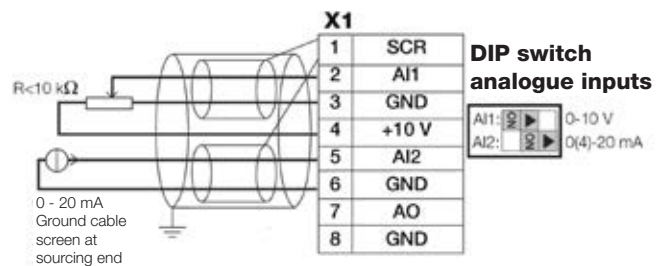 X1
1 SCR
2 AI1
3 GND
4 +10 V
5 AI2
6 GND
7 AO
8 GND
R<10 kΩ
0 - 20 mA
Ground cable
screen at
sourcing end
DIP switch
analogue inputs
AI1: ON 0-10 V
AI2: ON 0(4)-20 mA